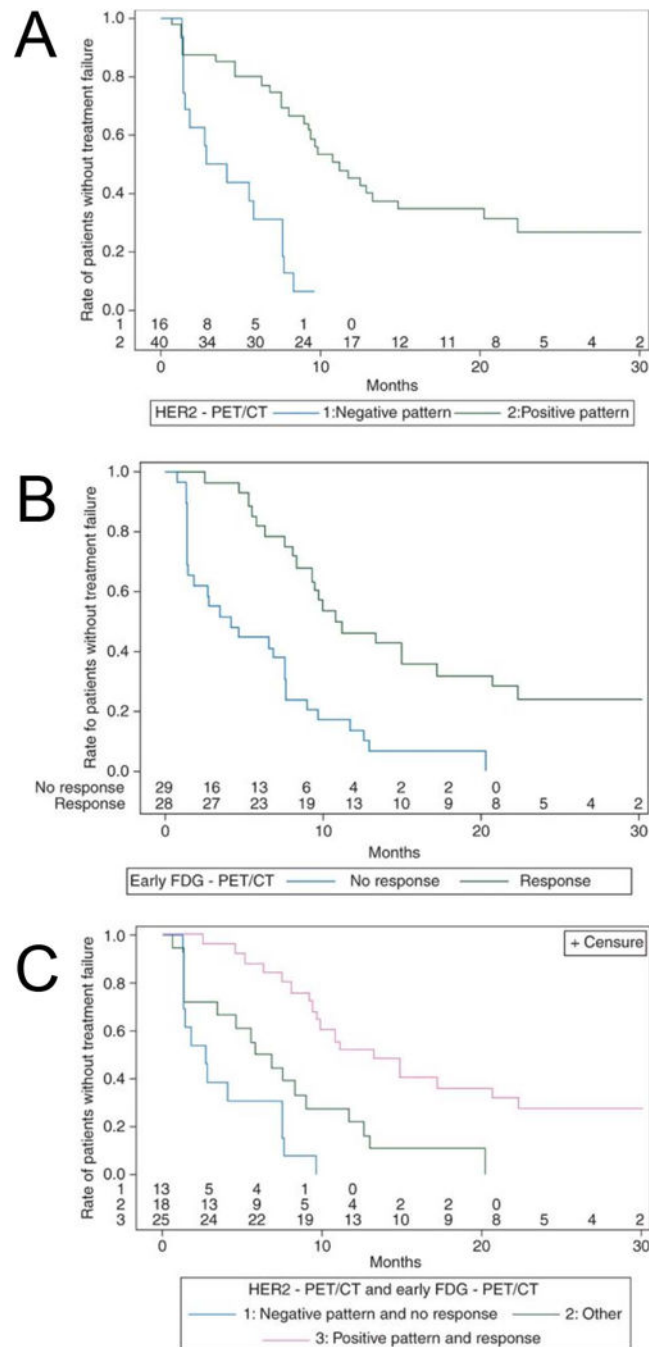 A
Rate of patients without treatment failure
1.0
0.8
0.6
0.4
0.2
0.0
1 16 8 5 1 0
2 40 34 30 24 17 12 11 8 5 4 2
0 10 20 30
Months
HER2 - PET/CT 1:Negative pattern 2:Positive pattern
B
Rate fo patients without treatment failure
1.0
0.8
0.6
0.4
0.2
0.0
No response 29 16 13 6 4 2 2 0
Response 28 27 23 19 13 10 9 8 5 4 2
0 10 20 30
Months
Early FDG - PET/CT No response Response
C
Rate of patients without treatment failure
+ Censure
1.0
0.8
0.6
0.4
0.2
0.0
1 13 5 4 1 0
2 18 13 9 5 4 2 2 0
3 25 24 22 19 13 10 9 8 5 4 2
0 10 20 30
Months
HER2 - PET/CT and early FDG - PET/CT
1: Negative pattern and no response 2: Other
3: Positive pattern and response